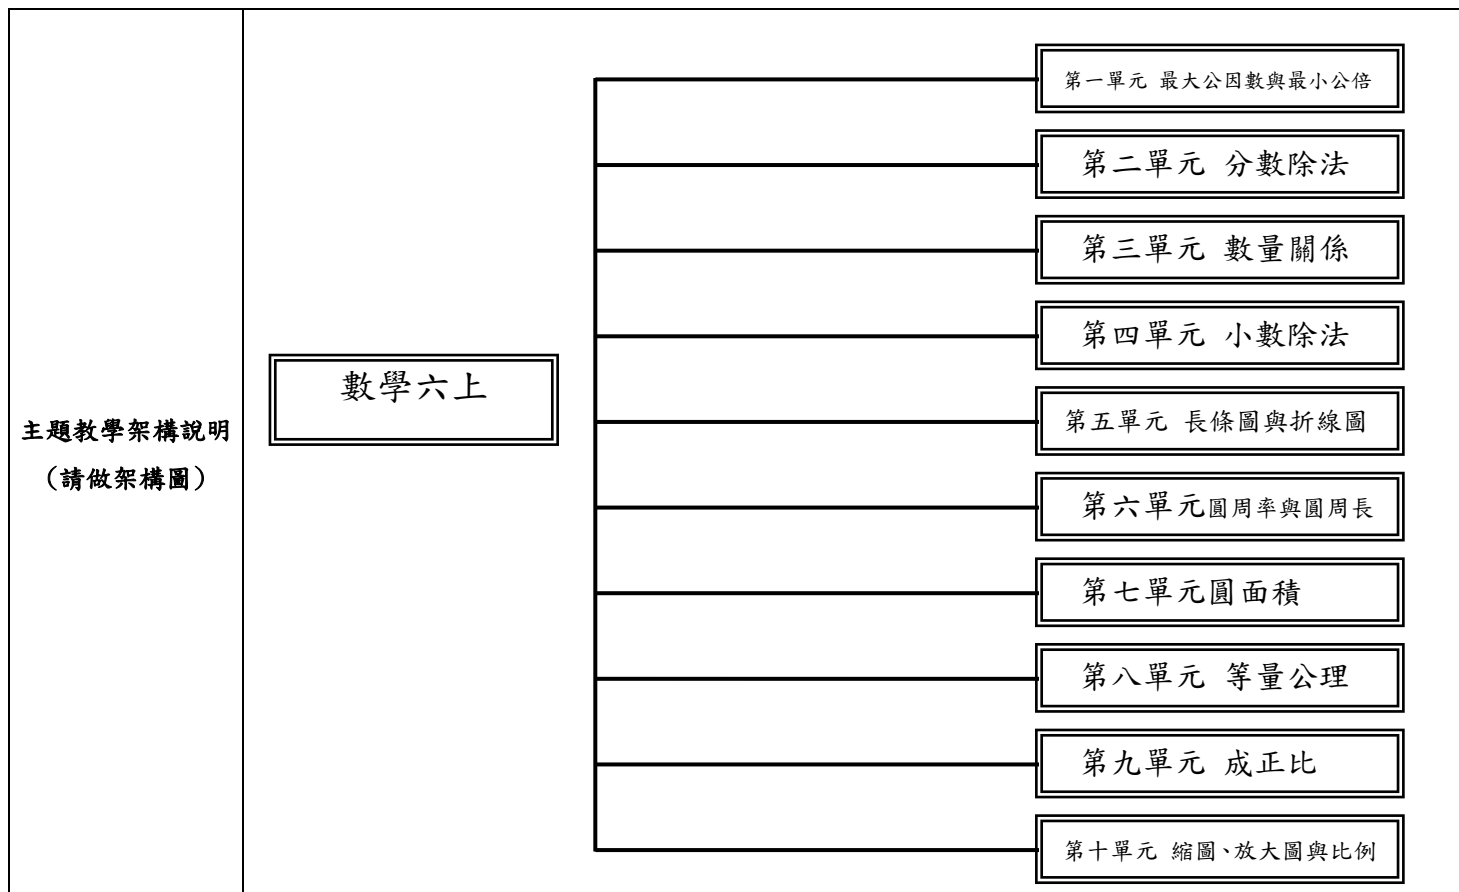 主題教學架構說明
（請做架構圖）
數學六上
第一單元 最大公因數與最小公倍
第二單元 分數除法
第三單元 數量關係
第四單元 小數除法
第五單元 長條圖與折線圖
第六單元圓周率與圓周長
第七單元圓面積
第八單元 等量公理
第九單元 成正比
第十單元 縮圖、放大圖與比例